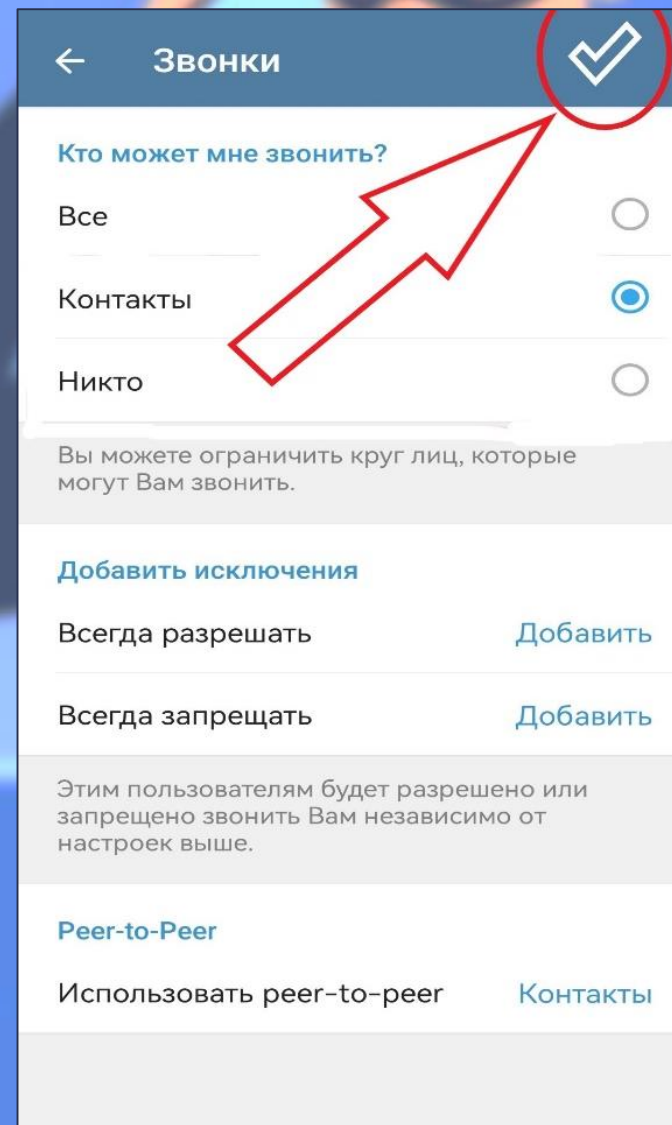 Звонки
Кто может мне звонить?
Все
Контакты
Никто
Вы можете ограничить круг лиц, которые
могут Вам звонить.
Добавить исключения
Всегда разрешать Добавить
Всегда запрещать Добавить
Этим пользователям будет разрешено или
запрещено звонить Вам независимо от
настроек выше.
Peer-to-Peer
Использовать peer-to-peer Контакты